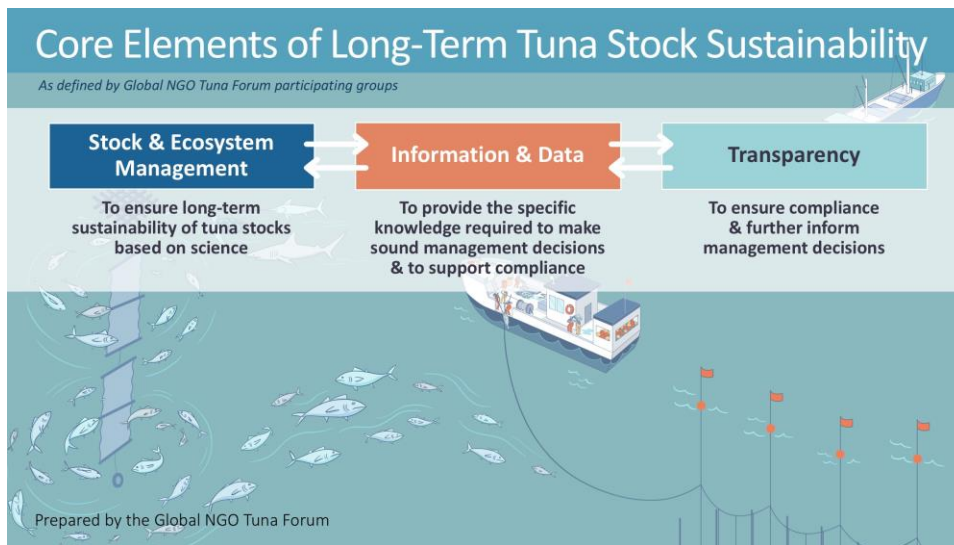 Core Elements of Long-Term Tuna Stock Sustainability
As defined by Global NGO Tuna Forum participating groups
Stock & Ecosystem
Management
To ensure long-term
sustainability of tuna stocks
based on science
Information & Data
To provide the specific
knowledge required to make
sound management decisions
& to support compliance
Transparency
To ensure compliance
& further inform
management decisions
Prepared by the Global NGO Tuna Forum